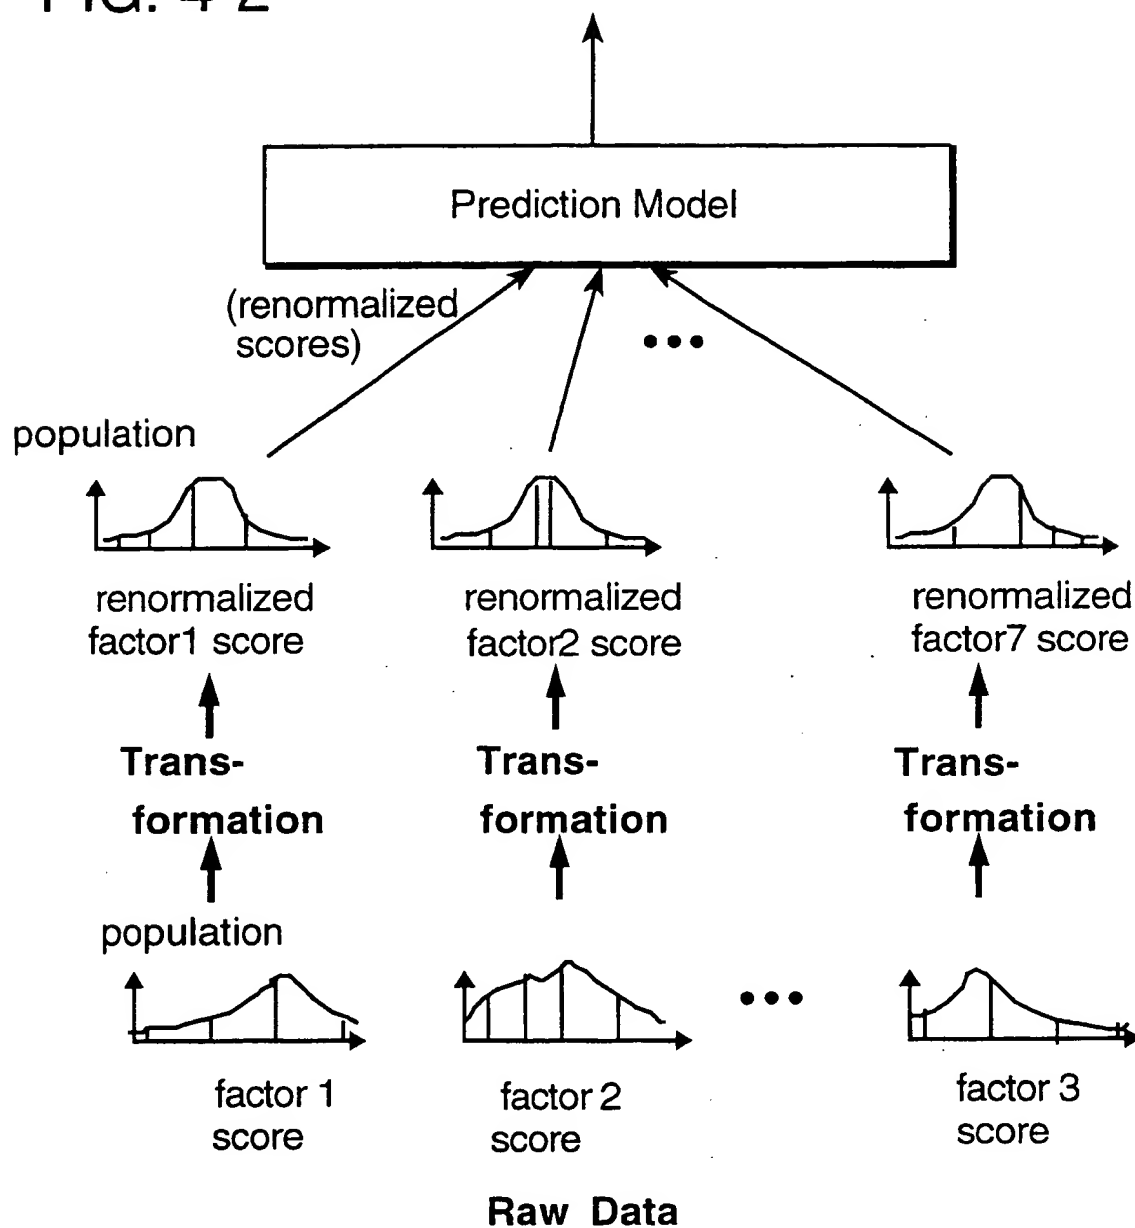 FIG. 4-2
Prediction Model
(renormalized
scores)
population
renormalized
factor1 score
renormalized
factor2 score
renormalized
factor7 score
Trans-
formation
Trans-
formation
Trans-
formation
population
factor 1
score
factor 2
score
factor 3
score
Raw Data